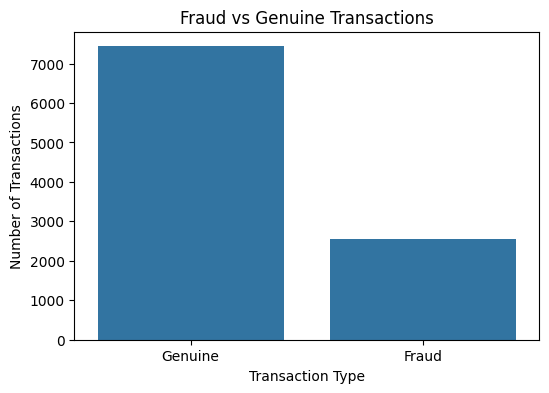 Fraud vs Genuine Transactions
Number of Transactions
7000
6000
5000
4000
3000
2000
1000
0
Genuine Fraud
Transaction Type